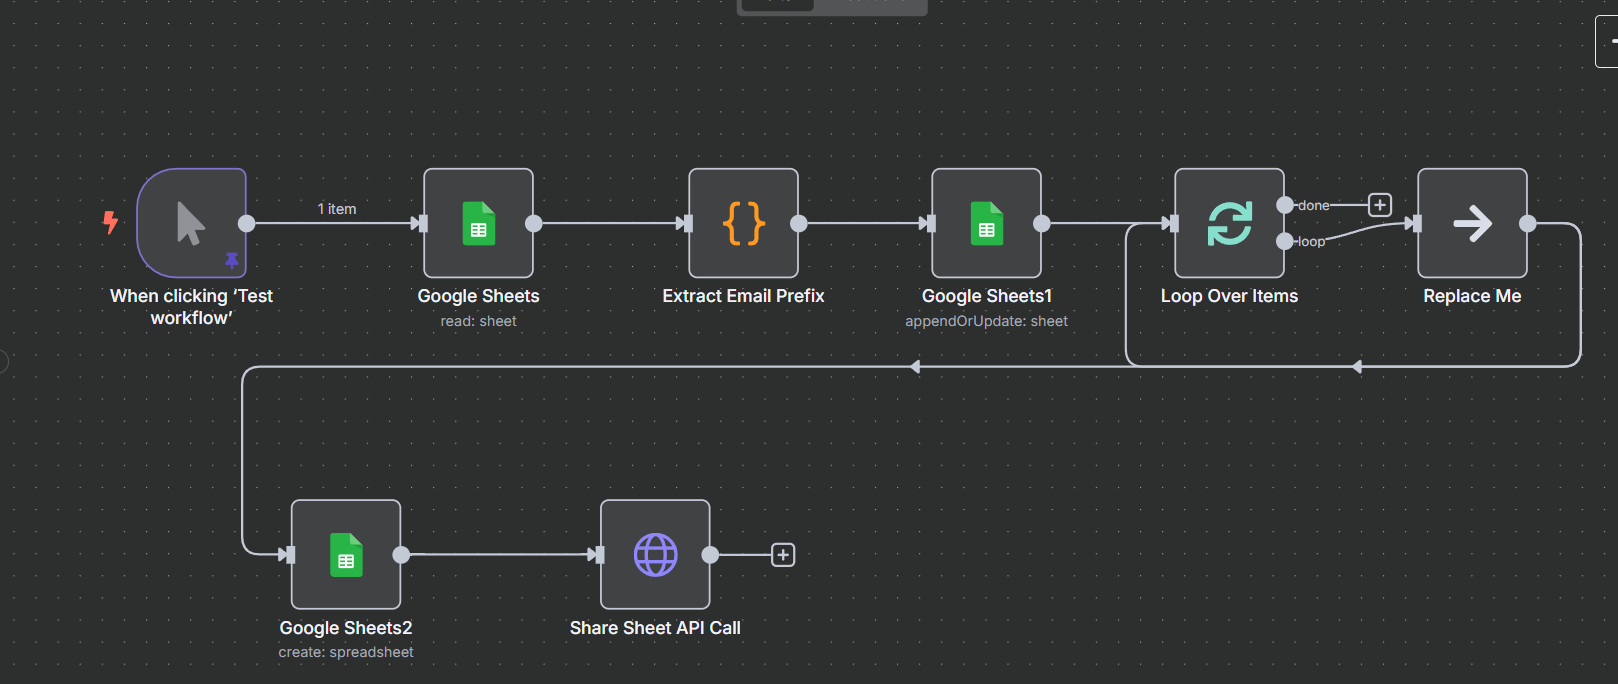 1 item
done
loop
When clicking ‘Test
workflow’
Google Sheets
read: sheet
Extract Email Prefix
Google Sheets1
appendOrUpdate: sheet
Loop Over Items
Replace Me
Google Sheets2
create: spreadsheet
Share Sheet API Call